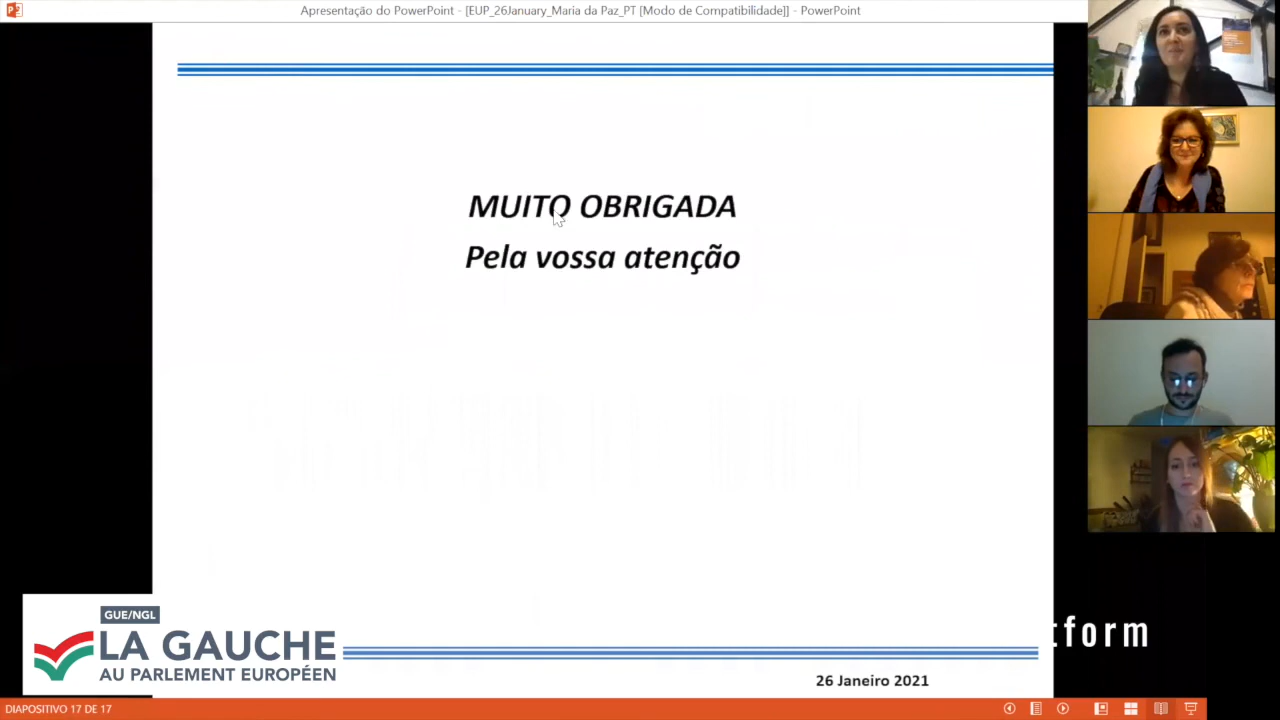 Apresentação do PowerPoint - [EUP_26January_Maria da Paz_PT [Modo de Compatibilidade]] - PowerPoint
MUITO OBRIGADA
Pela vossa atenção
GUE/NGL
LA GAUCHE
AU PARLEMENT EUROPÉEN
tform
26 Janeiro 2021
DIAPOSITIVO 17 DE 17